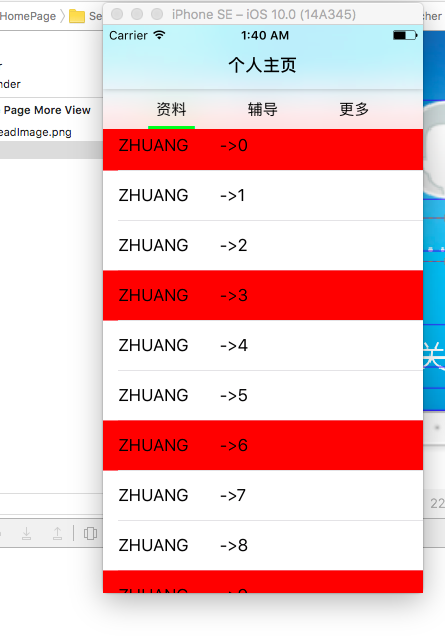 HomePage
Se
iPhone SE – iOS 10.0 (14A345)
cher
Carrier
1:40 AM
个人主页
nder
Page More View
eadImage.png
资料
辅导
更多
ZHUANG ->0
ZHUANG ->1
ZHUANG ->2
ZHUANG ->3
ZHUANG ->4
关
ZHUANG ->5
ZHUANG ->6
ZHUANG ->7
22
ZHUANG ->8